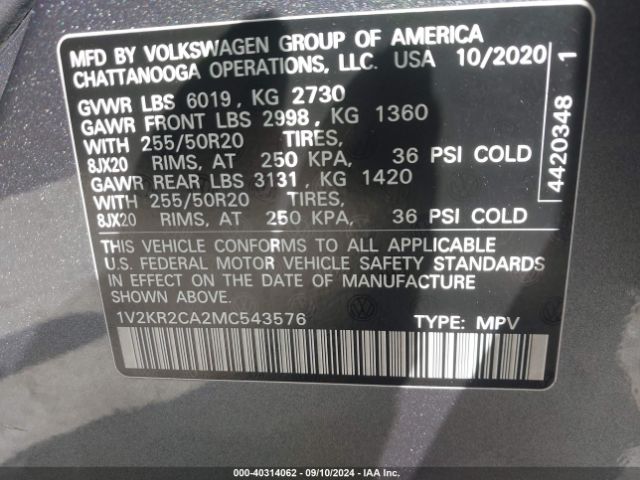 MFD BY VOLKSWAGEN GROUP OF AMERICA
CHATTANOOGA OPERATIONS, LLC. USA 10/2020
GVWR LBS 6019, KG 2730
GAWR FRONT LBS 2998, KG 1360
WITH 255/50R20 TIRES,
8JX20 RIMS, AT 250 KPA, 36 PSI COLD
GAWR REAR LBS 3131, KG 1420
WITH 255/50R20 TIRES,
8JX20 RIMS, AT 250 KPA, 36 PSI COLD
THIS VEHICLE CONFORMS TO ALL APPLICABLE
U.S. FEDERAL MOTOR VEHICLE SAFETY STANDARDS
IN EFFECT ON THE DATE OF MANUFACTURE
SHOWN ABOVE.
1V2KR2CA2MC543576 TYPE: MPV
4420348 1
000-40314062 - 09/10/2024 - IAA Inc.